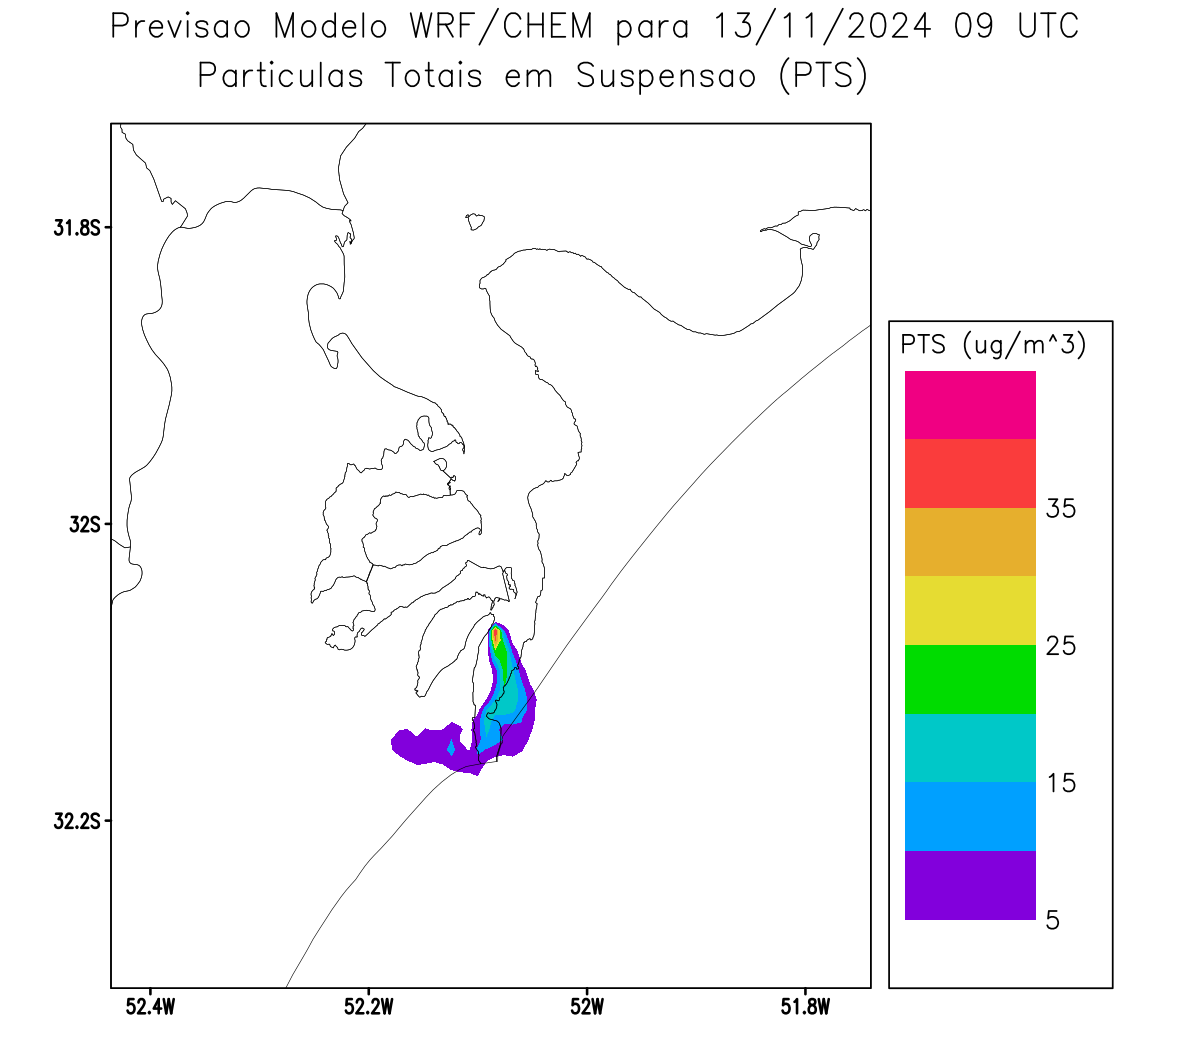 Previsao Modelo WRF/CHEM para 13/11/2024 09 UTC
Particulas Totais em Suspensao (PTS)
31.8S
32S
32.2S
52.4W
52.2W
52W
51.8W
PTS (ug/m^3)
35
25
15
5